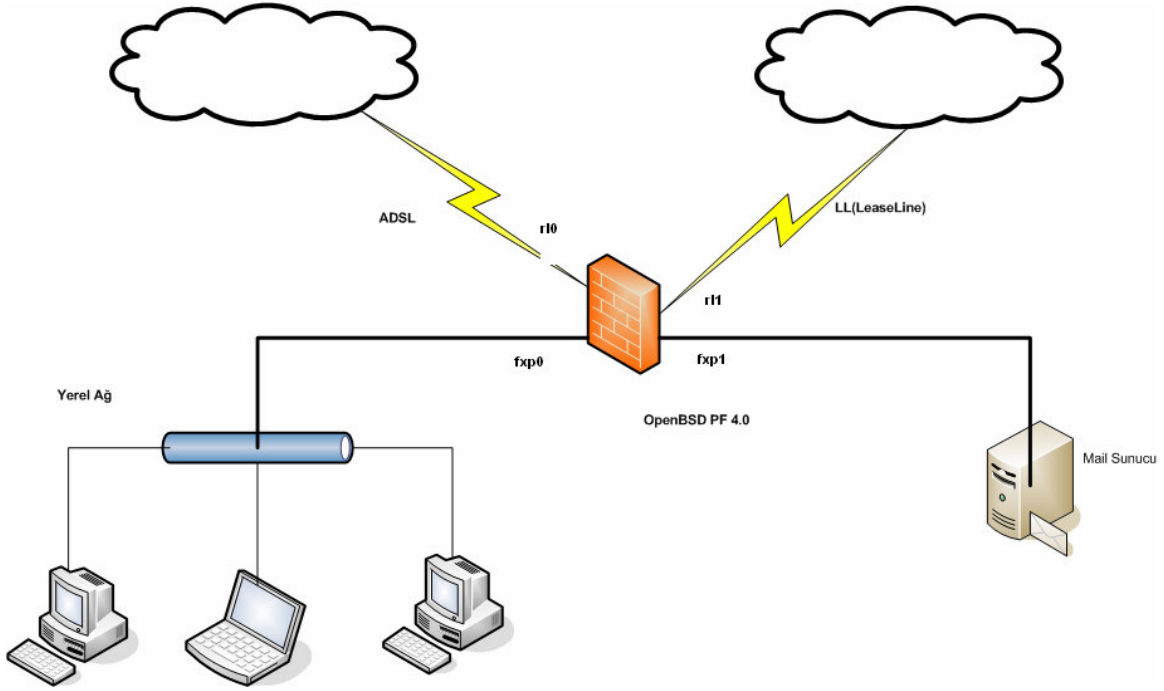 ADSL
rl0
LL(LeaseLine)
rl1
fxp0
fxp1
Yerel Ağ
OpenBSD PF 4.0
Mail Sunucu